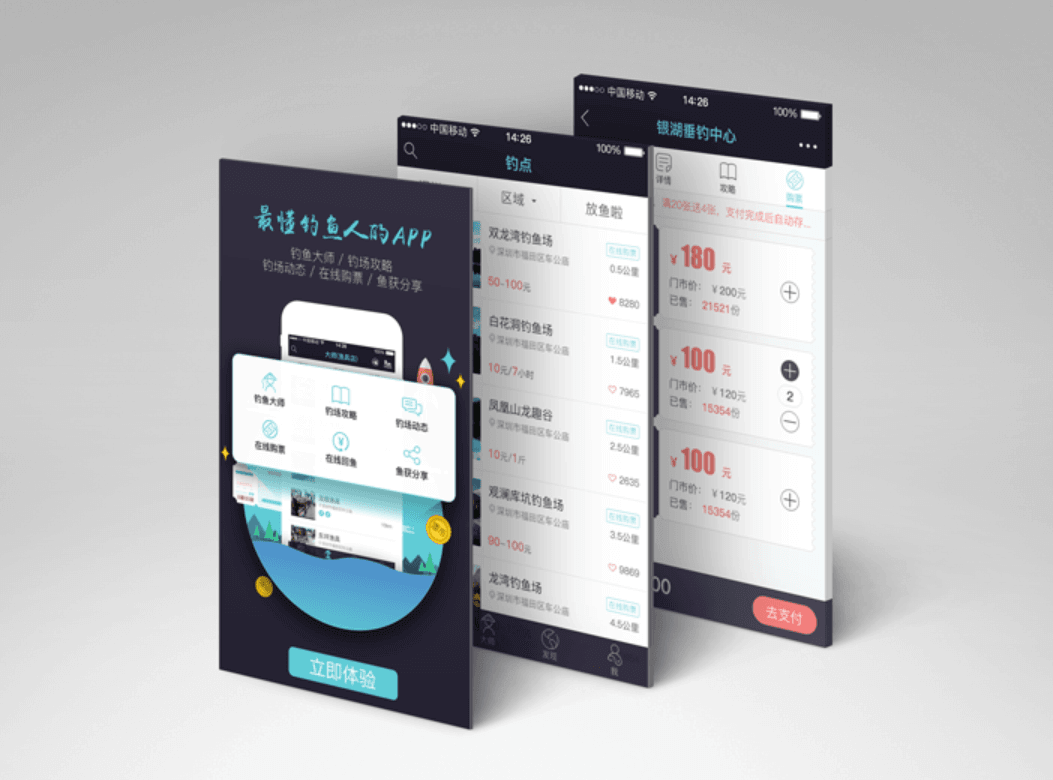 最懂钓鱼人的APP
钓鱼大师 / 钓场攻略
钓场动态 / 在线购票 / 鱼获分享
14:26
100%
大师(渔具店)
钓鱼大师
钓场攻略
钓场动态
在线购票
在线回鱼
鱼获分享
立即体验
中国移动
14:26
100%
钓点
区域
放鱼啦
双龙湾钓鱼场
在线购票
深圳市福田区车公庙
0.5公里
50-100元
8280
白花洞钓鱼场
在线购票
深圳市福田区车公庙
1.5公里
10元/7小时
7965
凤凰山龙趣谷
在线购票
深圳市福田区车公庙
2.5公里
10元/1斤
2635
观澜库坑钓鱼场
在线购票
深圳市福田区车公庙
3.5公里
90-100元
9869
龙湾钓鱼场
在线购票
深圳市福田区车公庙
4.5公里
大师
发现
我
中国移动
14:26
100%
银湖垂钓中心
详情
攻略
购票
满20张送4张，支付完成后自动存...
¥ 180 元
门市价： ¥200元
已售： 21521份
¥ 100 元
门市价： ¥120元
已售： 15354份
2
¥ 100 元
门市价： ¥120元
已售： 15354份
00
去支付